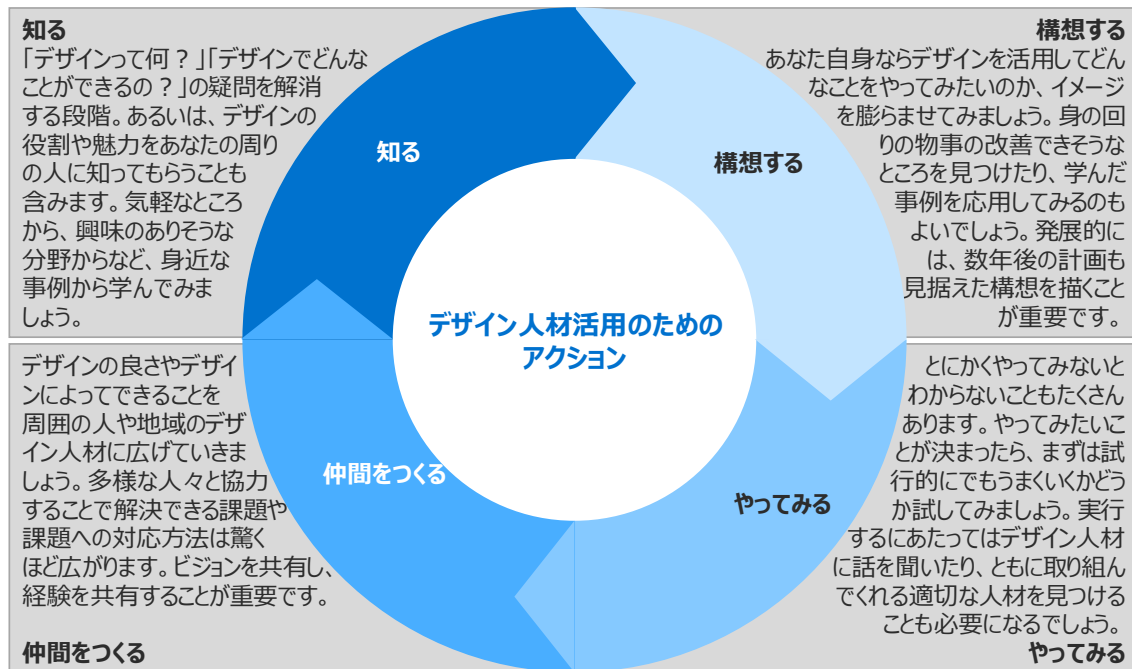 知る
「デザインって何？」「デザインでどんな
ことができるの？」の疑問を解消
する段階。あるいは、デザインの
役割や魅力をあなたの周り
の人に知ってもらうことも
含みます。気軽なところ
から、興味のありそうな
分野からなど、身近な
事例から学んでみま
しょう。
構想する
あなた自身ならデザインを活用してどん
なことをやってみたいのか、イメージ
を膨らませてみましょう。身の回
りの物事の改善できそうな
ところを見つけたり、学んだ
事例を応用してみるのも
よいでしょう。発展的に
は、数年後の計画も
見据えた構想を描くこと
が重要です。
知る
構想する
デザイン人材活用のための
アクション
仲間をつくる
やってみる
デザインの良さやデザイ
ンによってできることを
周囲の人や地域のデザ
イン人材に広げていきま
しょう。多様な人々と協力
することで解決できる課題や
課題への対応方法は驚く
ほど広がります。ビジョンを共有し、
経験を共有することが重要です。
仲間をつくる
とにかくやってみないと
わからないこともたくさん
あります。やってみたいこ
とが決まったら、まずは試
行的にでもうまくいくかどう
か試してみましょう。実行
するにあたってはデザイン人材
に話を聞いたり、ともに取り組ん
でくれる適切な人材を見つける
ことも必要になるでしょう。
やってみる